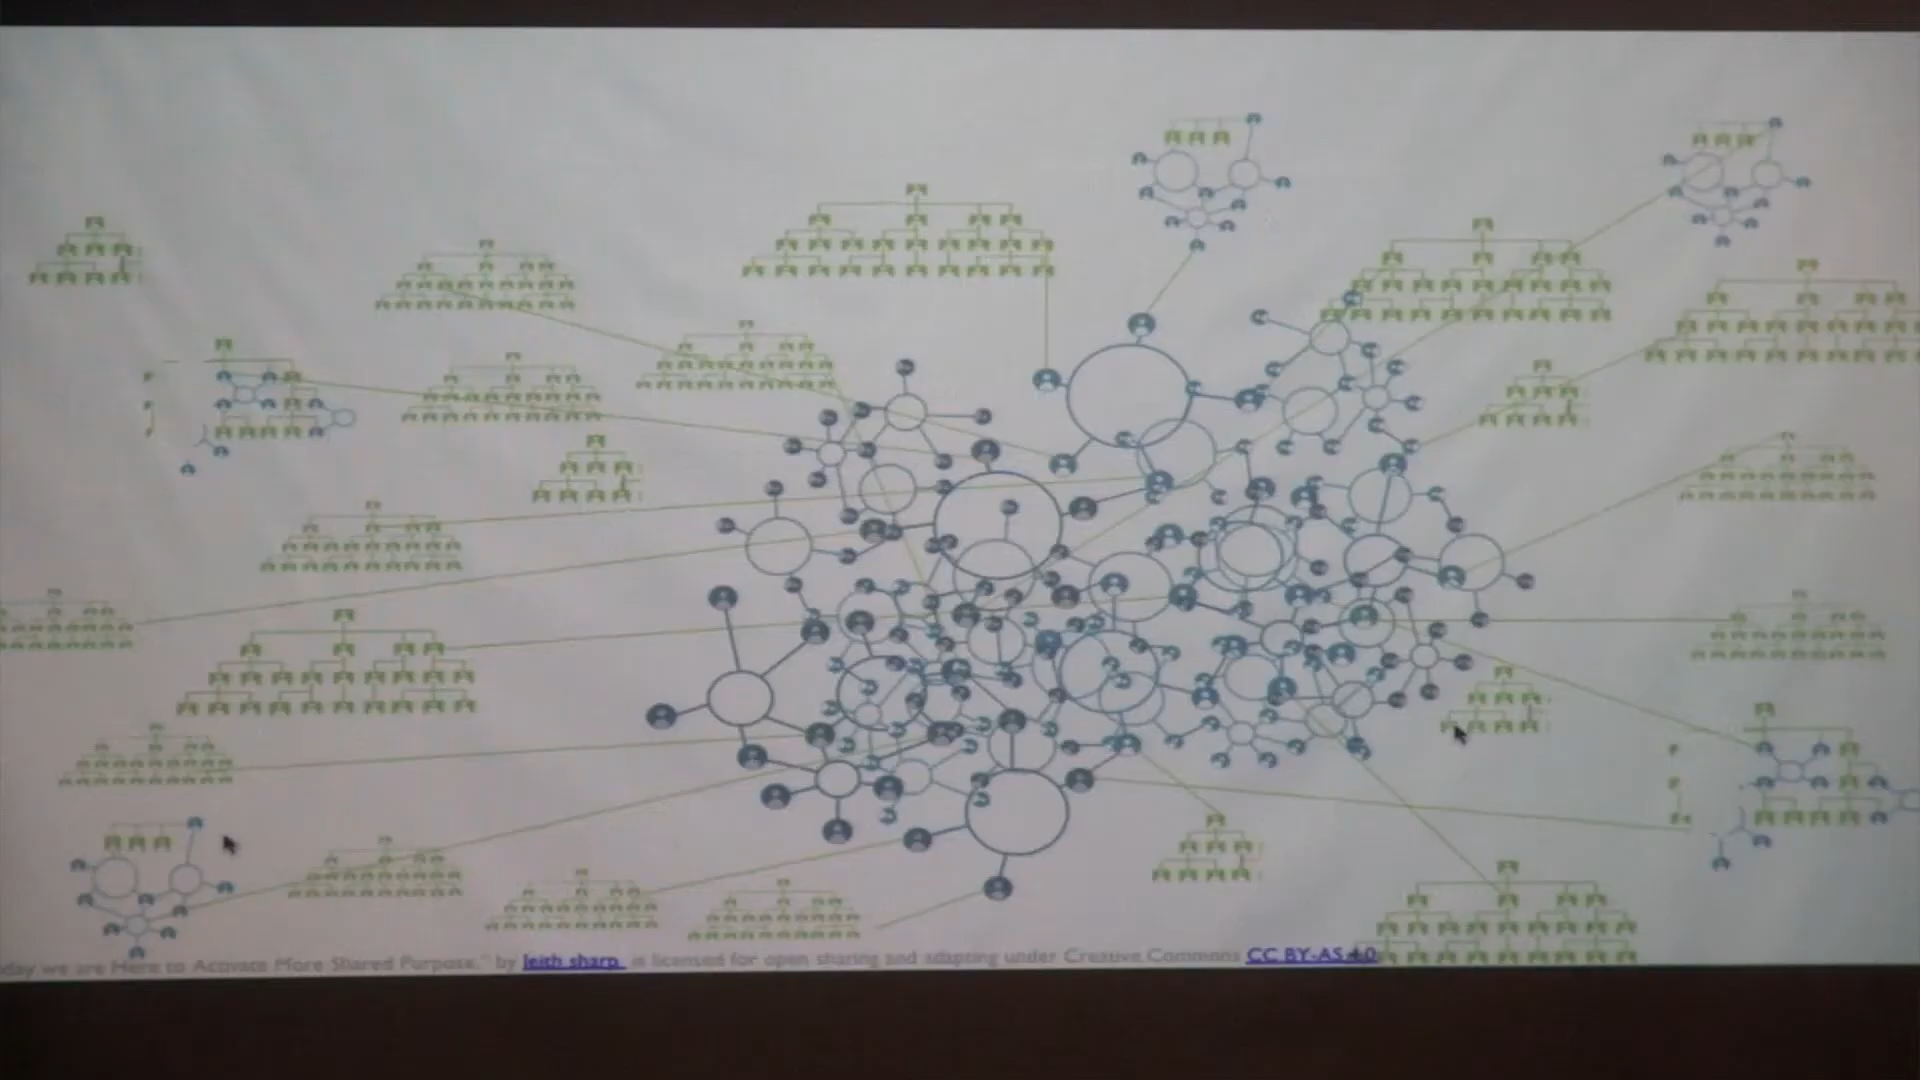 day we are Here to Activate More Shared Purpose," by leith sharp is licensed for open sharing and adapting under Creative Commons CC BY-AS 4.0